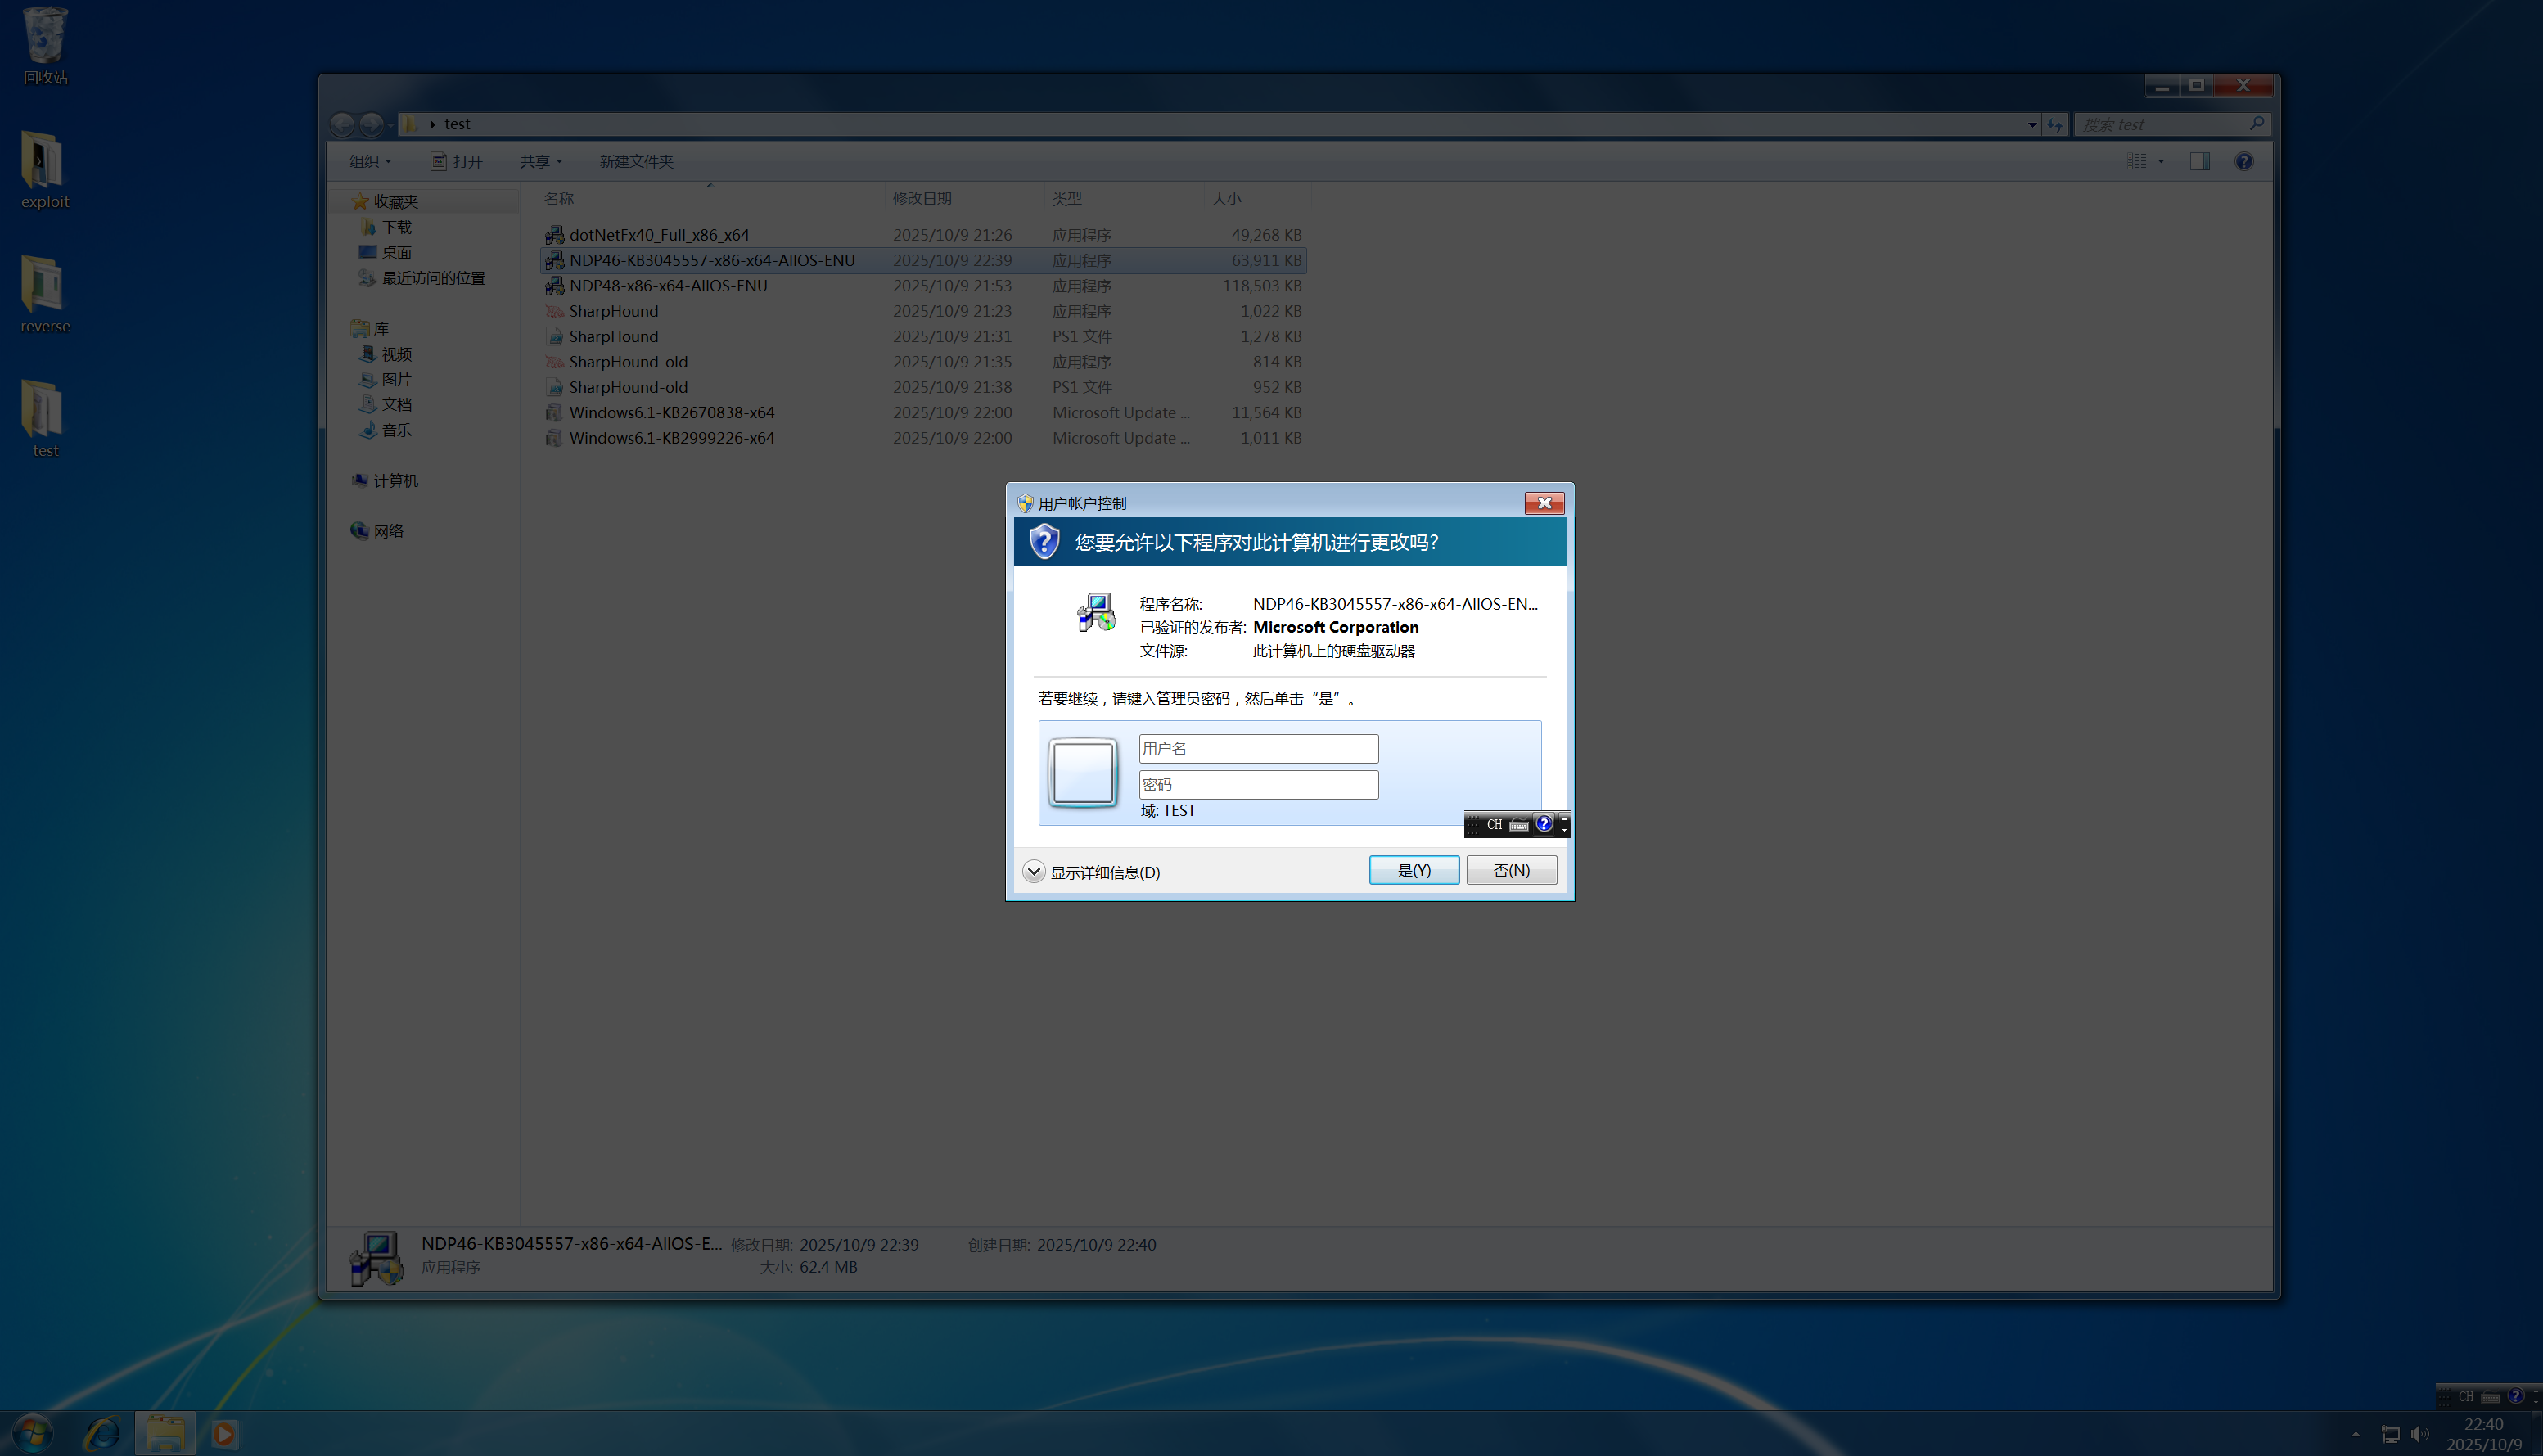 回收站
exploit
reverse
test
test
搜索 test
组织
打开
共享
新建文件夹
收藏夹
下载
桌面
最近访问的位置
库
视频
图片
文档
音乐
计算机
网络
名称 修改日期 类型 大小
dotNetFx40_Full_x86_x64 2025/10/9 21:26 应用程序 49,268 KB
NDP46-KB3045557-x86-x64-AllOS-ENU 2025/10/9 22:39 应用程序 63,911 KB
NDP48-x86-x64-AllOS-ENU 2025/10/9 21:53 应用程序 118,503 KB
SharpHound 2025/10/9 21:23 应用程序 1,022 KB
SharpHound 2025/10/9 21:31 PS1 文件 1,278 KB
SharpHound-old 2025/10/9 21:35 应用程序 814 KB
SharpHound-old 2025/10/9 21:38 PS1 文件 952 KB
Windows6.1-KB2670838-x64 2025/10/9 22:00 Microsoft Update ... 11,564 KB
Windows6.1-KB2999226-x64 2025/10/9 22:00 Microsoft Update ... 1,011 KB
用户帐户控制
您要允许以下程序对此计算机进行更改吗?
程序名称: NDP46-KB3045557-x86-x64-AllOS-EN...
已验证的发布者: Microsoft Corporation
文件源: 此计算机上的硬盘驱动器
若要继续，请键入管理员密码，然后单击“是”。
用户名
密码
域: TEST
CH
显示详细信息(D)
是(Y)
否(N)
NDP46-KB3045557-x86-x64-AllOS-E... 修改日期: 2025/10/9 22:39 创建日期: 2025/10/9 22:40
应用程序 大小: 62.4 MB
CH
22:40
2025/10/9